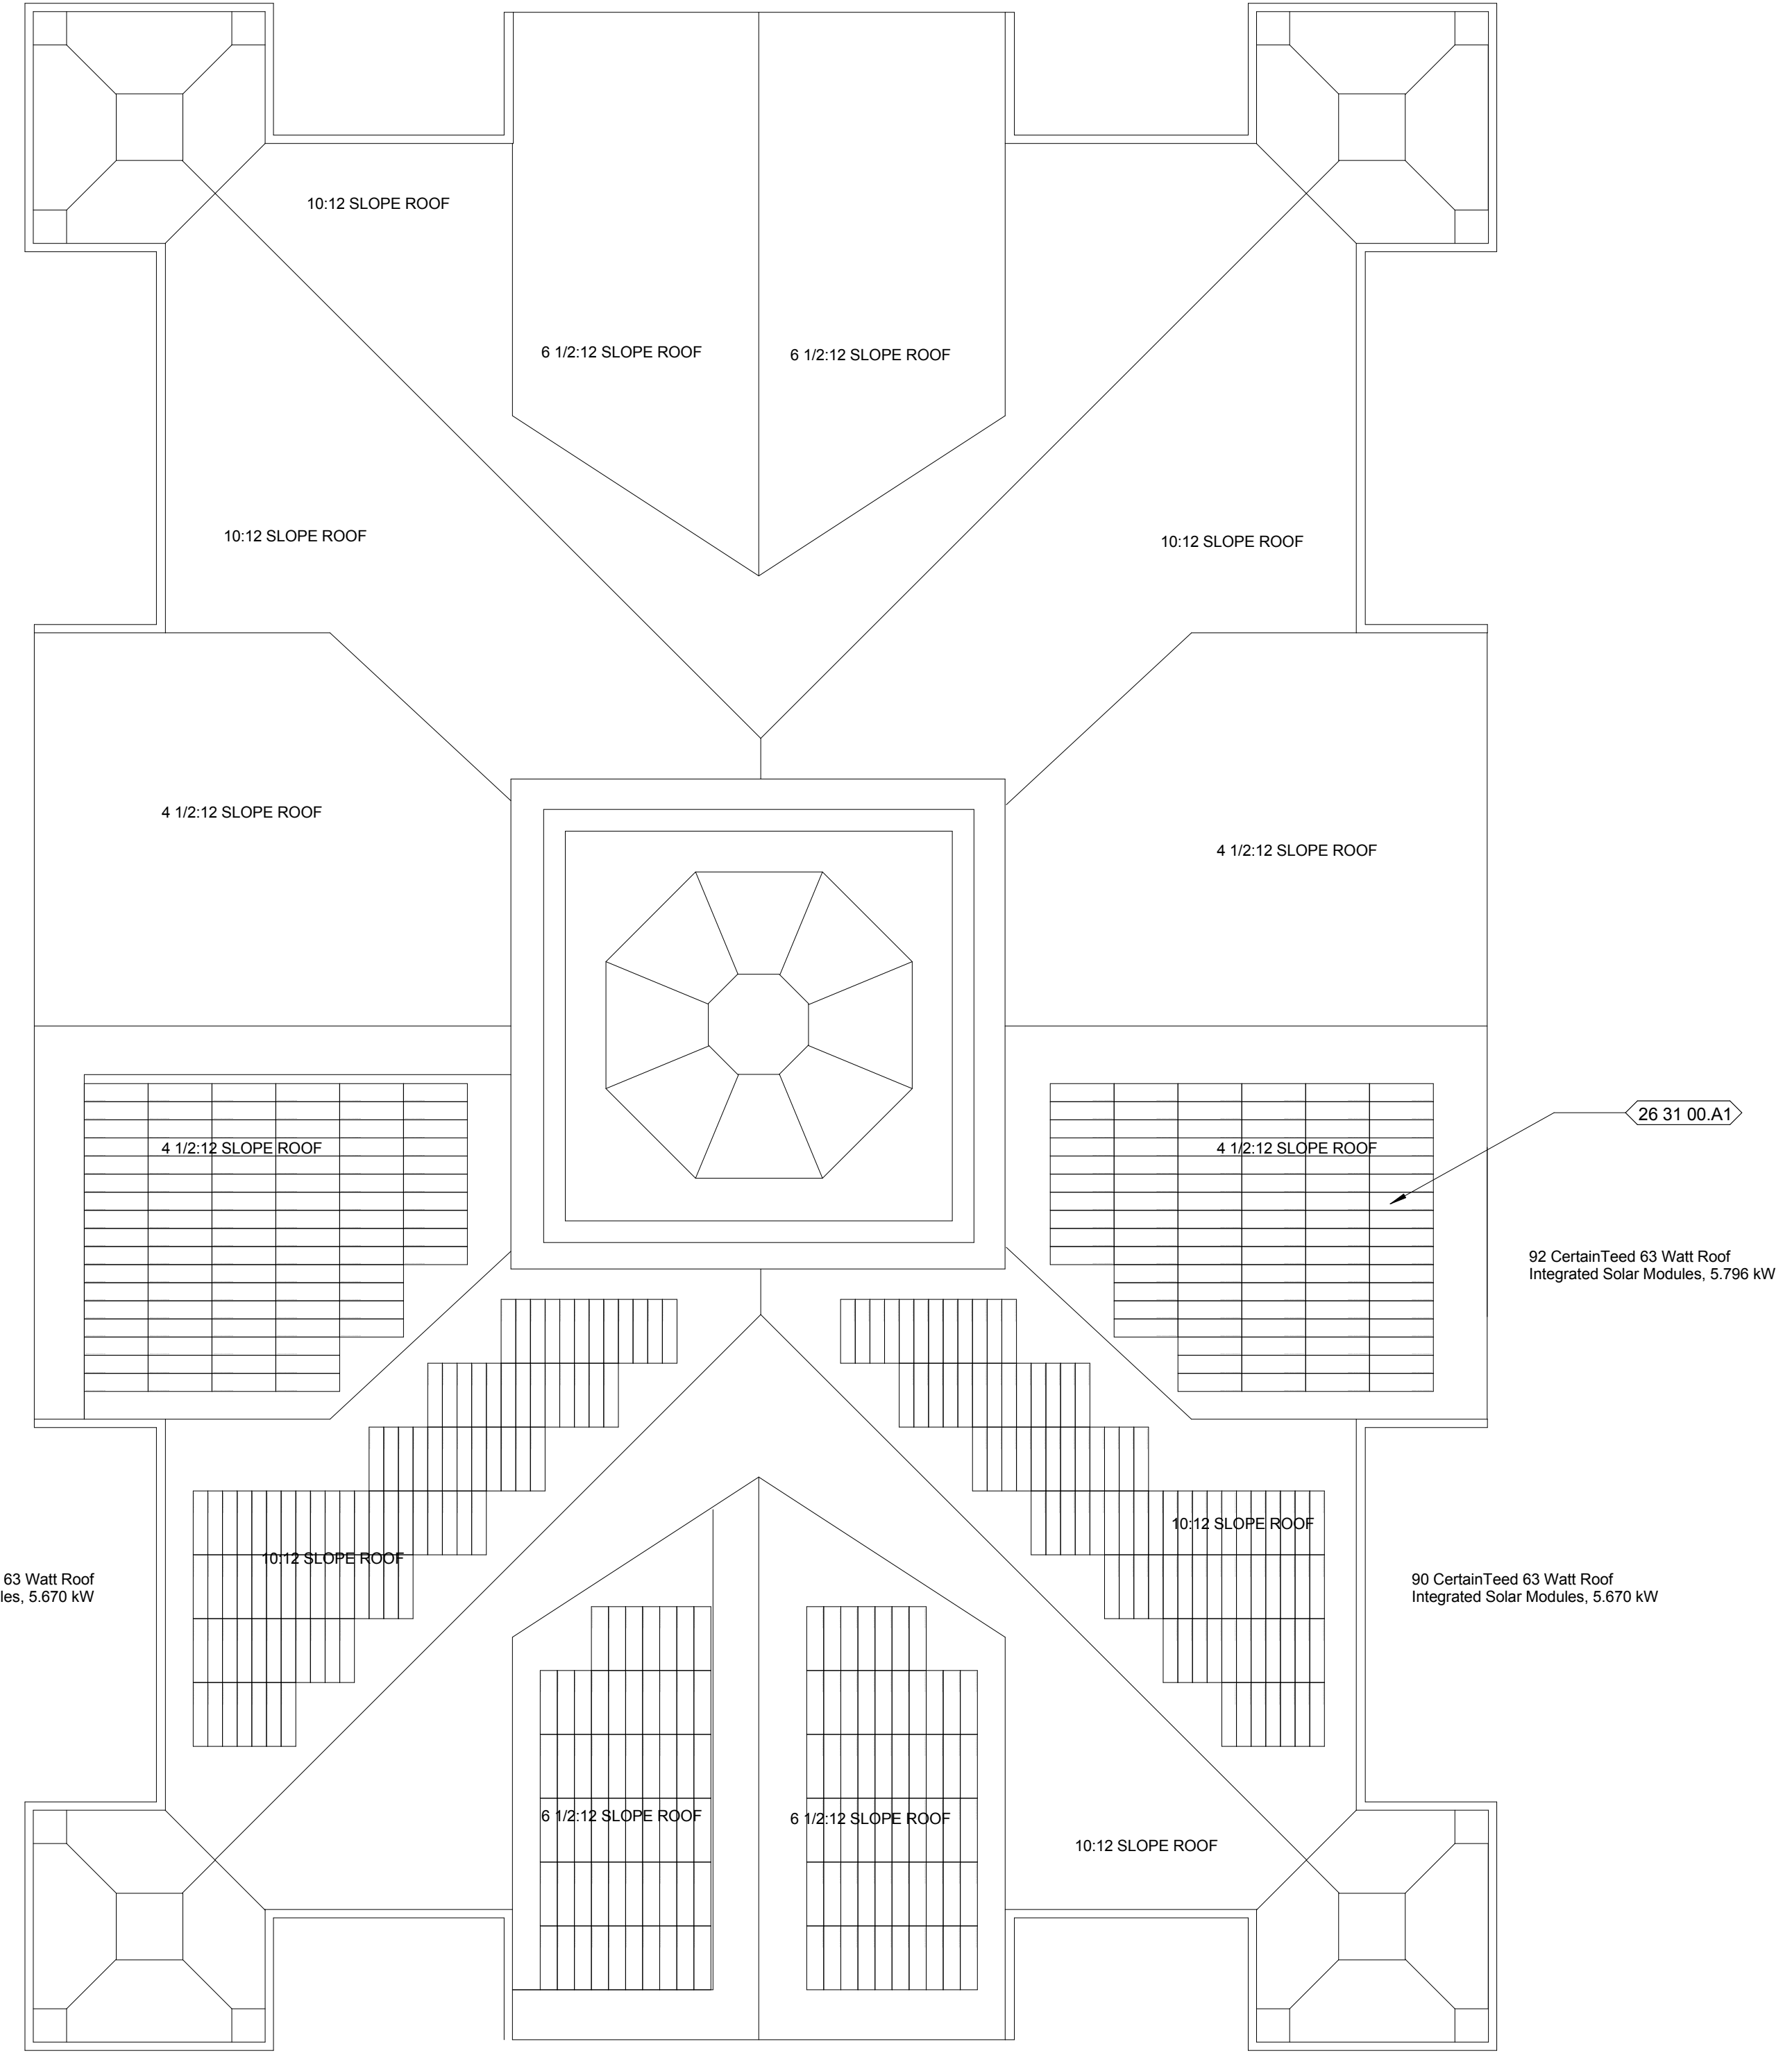 10:12 SLOPE ROOF
6 1/2:12 SLOPE ROOF
6 1/2:12 SLOPE ROOF
10:12 SLOPE ROOF
10:12 SLOPE ROOF
4 1/2:12 SLOPE ROOF
4 1/2:12 SLOPE ROOF
26 31 00.A1
4 1/2:12 SLOPE ROOF
4 1/2:12 SLOPE ROOF
92 CertainTeed 63 Watt Roof
Integrated Solar Modules, 5.796 kW
10:12 SLOPE ROOF
10:12 SLOPE ROOF
63 Watt Roof
les, 5.670 kW
90 CertainTeed 63 Watt Roof
Integrated Solar Modules, 5.670 kW
6 1/2:12 SLOPE ROOF
6 1/2:12 SLOPE ROOF
10:12 SLOPE ROOF